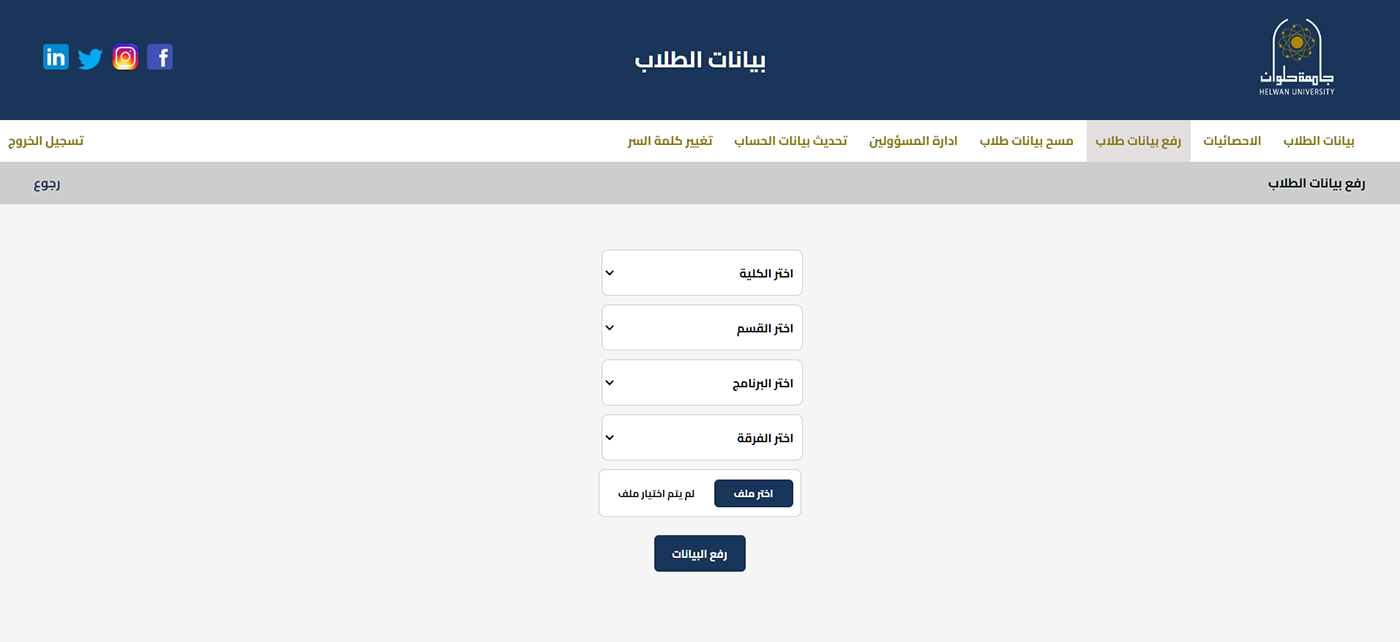 جامعة حلوان
HELWAN UNIVERSITY
بيانات الطلاب
in
f
بيانات الطلاب
الاحصائيات
رفع بيانات طلاب
مسح بيانات طلاب
ادارة المسؤولين
تحديث بيانات الحساب
تغيير كلمة السر
تسجيل الخروج
رفع بيانات الطلاب
رجوع
اختر الكلية
اختر القسم
اختر البرنامج
اختر الفرقة
اختر ملف
لم يتم اختيار ملف
رفع البيانات